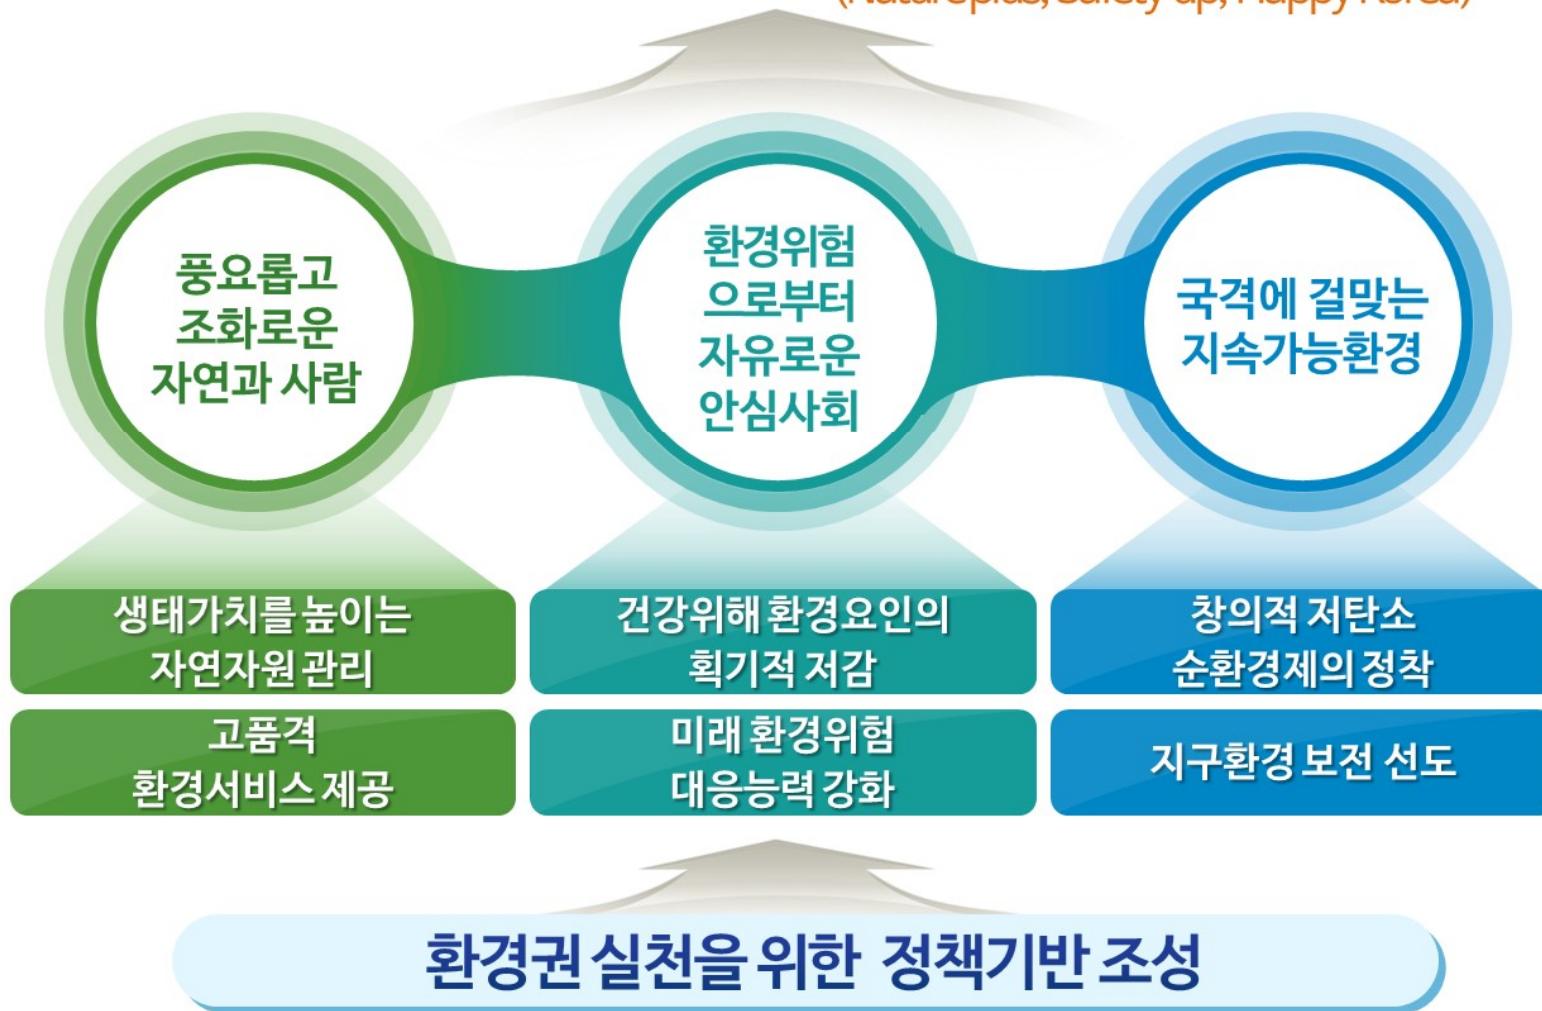 (Nature plus, Safety up, Happy Korea)
풍요롭고
조화로운
자연과 사람
환경위험
으로부터
자유로운
안심사회
국격에 걸맞는
지속가능환경
생태가치를 높이는
자연자원 관리
건강위해 환경요인의
획기적 저감
창의적 저탄소
순환경제의 정착
고품격
환경서비스 제공
미래 환경위험
대응능력 강화
지구환경 보전 선도
환경권 실천을 위한 정책기반 조성